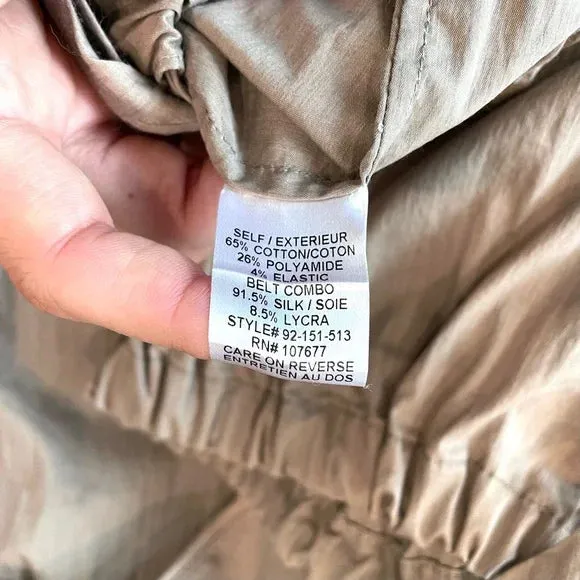 SELF / EXTERIEUR
65% COTTON/COTON
26% POLYAMIDE
4% ELASTIC
BELT COMBO
91.5% SILK / SOIE
8.5% LYCRA
STYLE# 92-151-513
RN# 107677
CARE ON REVERSE
ENTRETIEN AU DOS